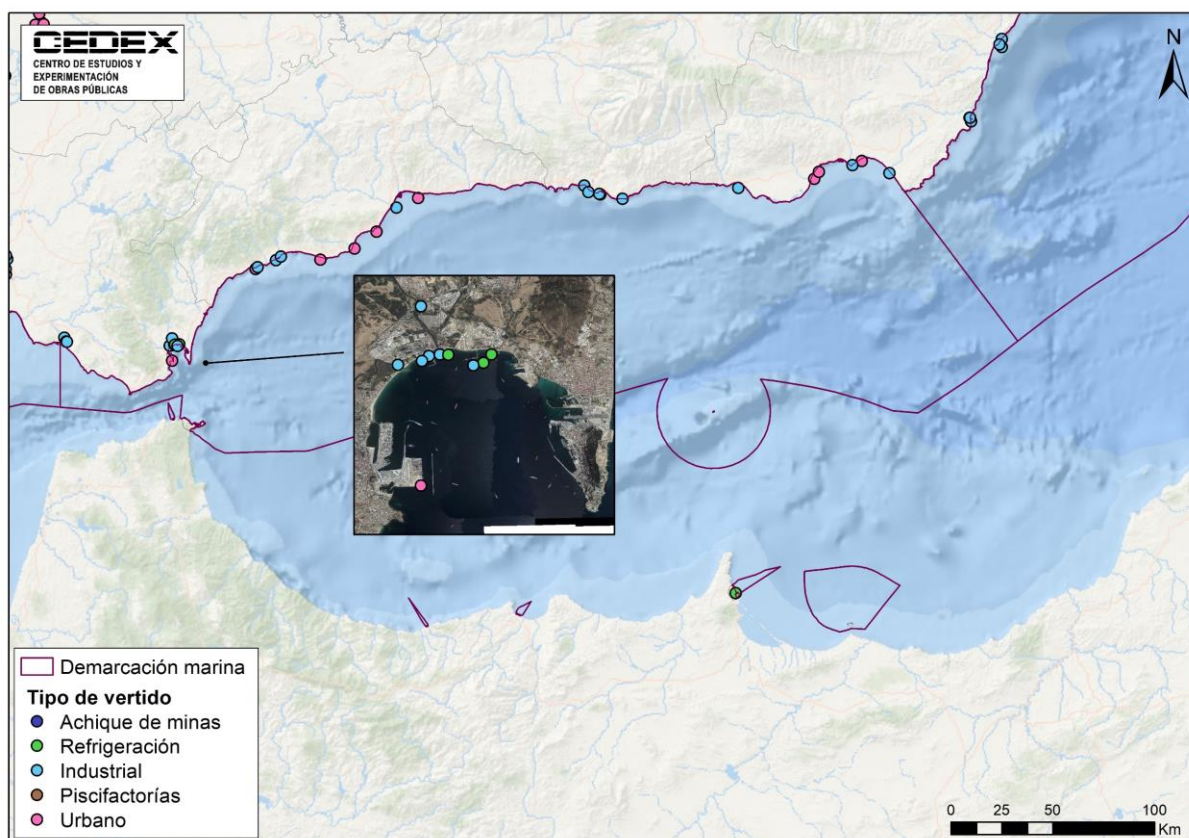 CEDEX
CENTRO DE ESTUDIOS Y
EXPERIMENTACIÓN
DE OBRAS PÚBLICAS
N
Demarcación marina
Tipo de vertido
Achique de minas
Refrigeración
Industrial
Piscifactorías
Urbano
0 25 50 100
Km